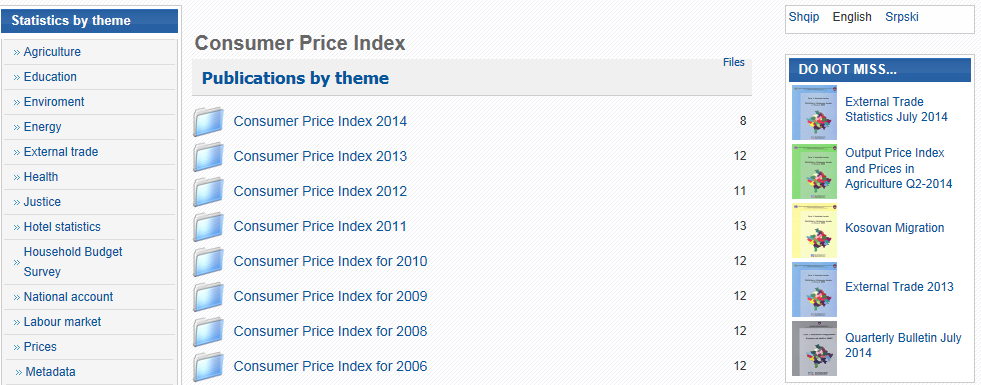 Statistics by theme
» Agriculture
» Education
» Enviroment
» Energy
» External trade
» Health
» Justice
» Hotel statistics
» Household Budget
Survey
» National account
» Labour market
» Prices
» Metadata
Consumer Price Index
Files
Publications by theme
Consumer Price Index 2014 8
Consumer Price Index 2013 12
Consumer Price Index 2012 11
Consumer Price Index 2011 13
Consumer Price Index for 2010 12
Consumer Price Index for 2009 12
Consumer Price Index for 2008 12
Consumer Price Index for 2006 12
Shqip English Srpski
DO NOT MISS...
External Trade
Statistics July 2014
Output Price Index
and Prices in
Agriculture Q2-2014
Kosovan Migration
External Trade 2013
Quarterly Bulletin July
2014